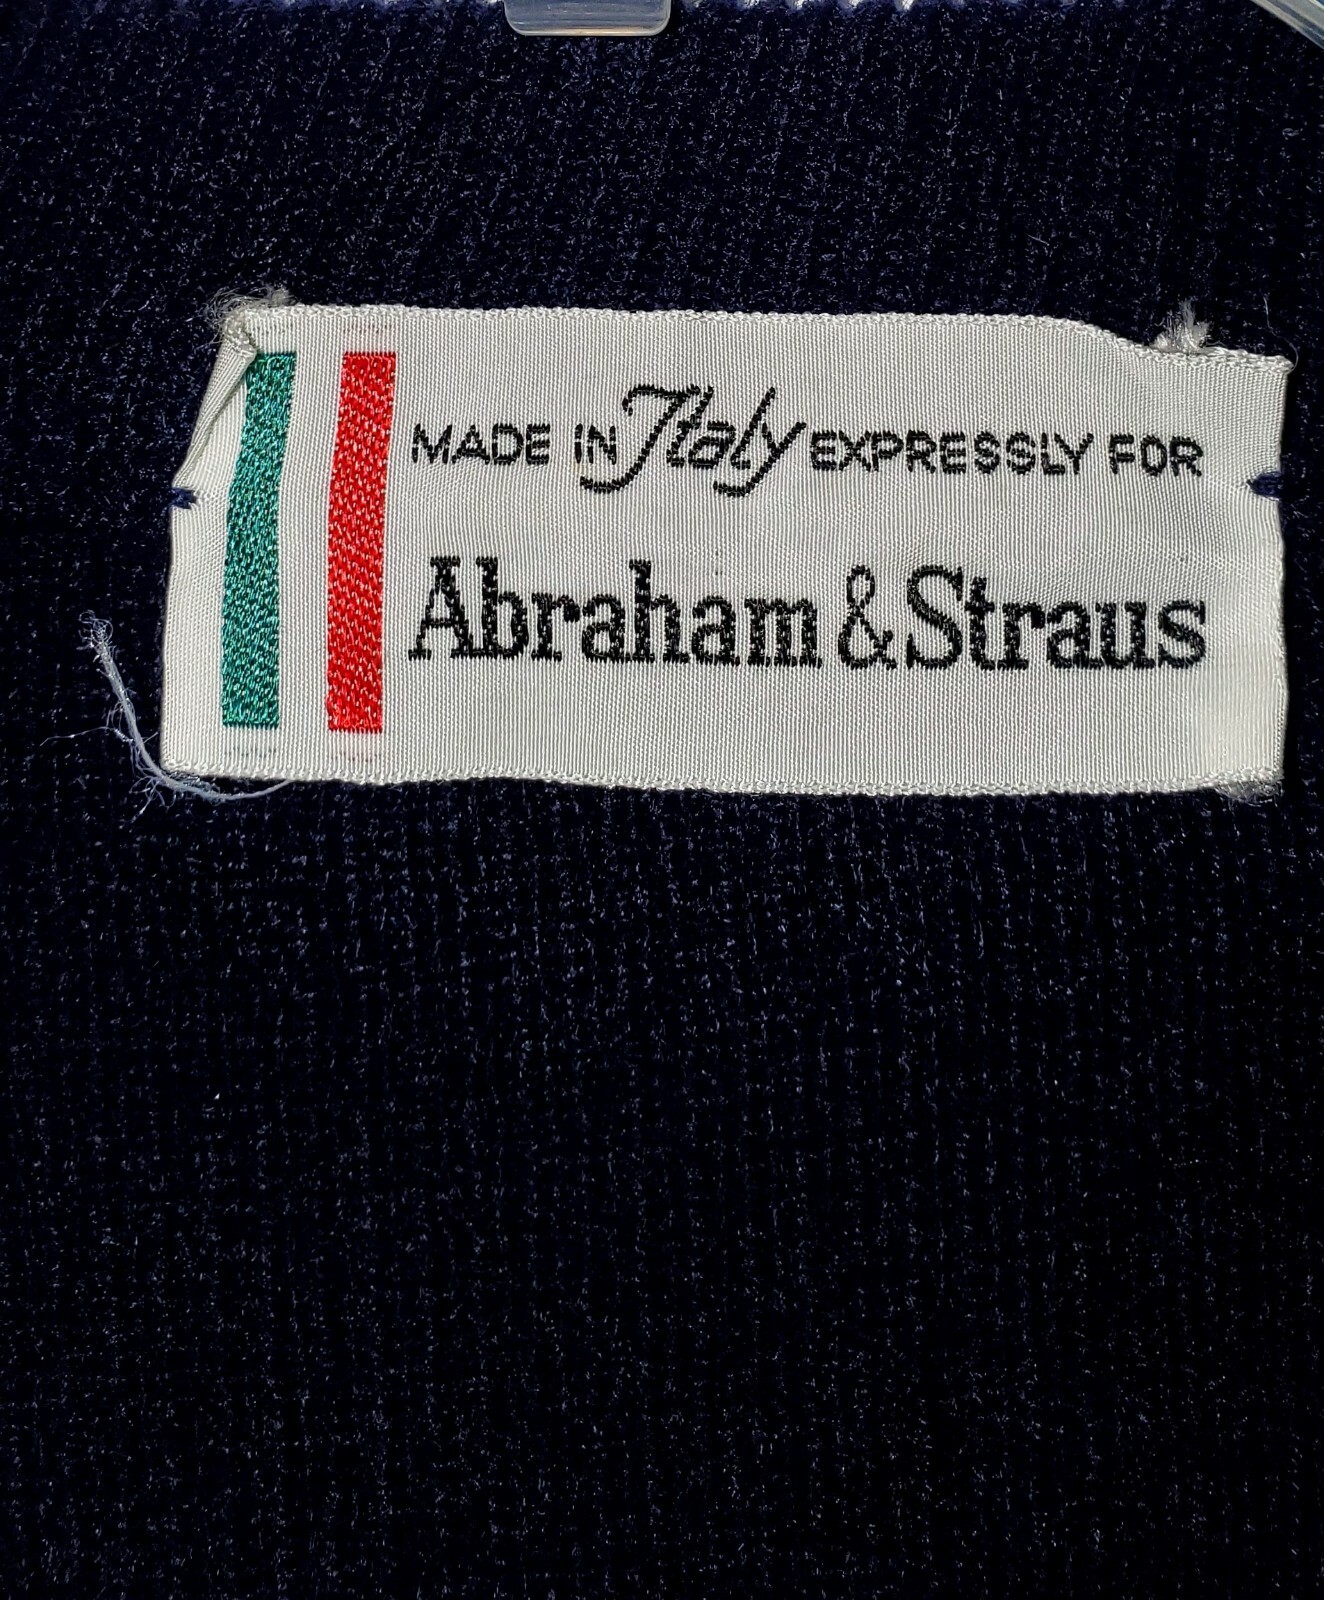 MADE IN Italy EXPRESSLY FOR
Abraham & Straus